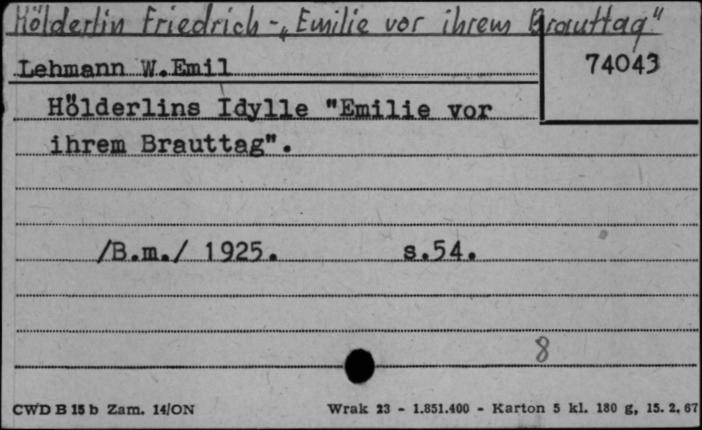 Hölderlin Friedrich - „Emilie vor ihrem Brauttag"
Lehmann W.Emil
74043
Hölderlins Idylle "Emilie vor
ihrem Brauttag".
/B.m./ 1925. s.54.
8
CWD B 15 b Zam. 14/ON Wrak 23 - 1.851.400 - Karton 5 kl. 180 g, 15. 2. 67